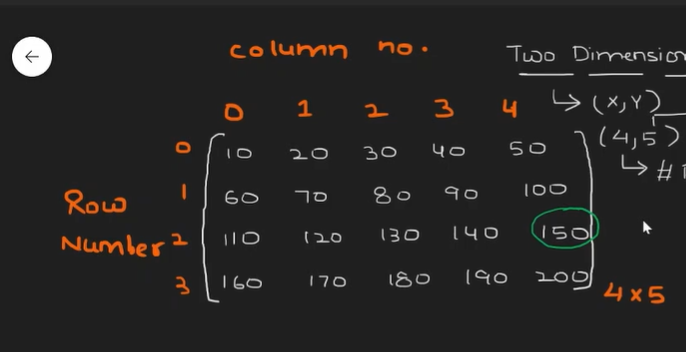 column no.
Two Dimension
↳ (X,Y)
0 1 2 3 4
(4,5)
↳ #
0 10 20 30 40 50
Row
Number
1 60 70 80 90 100
2 110 120 130 140 150
3 160 170 180 190 200
4x5